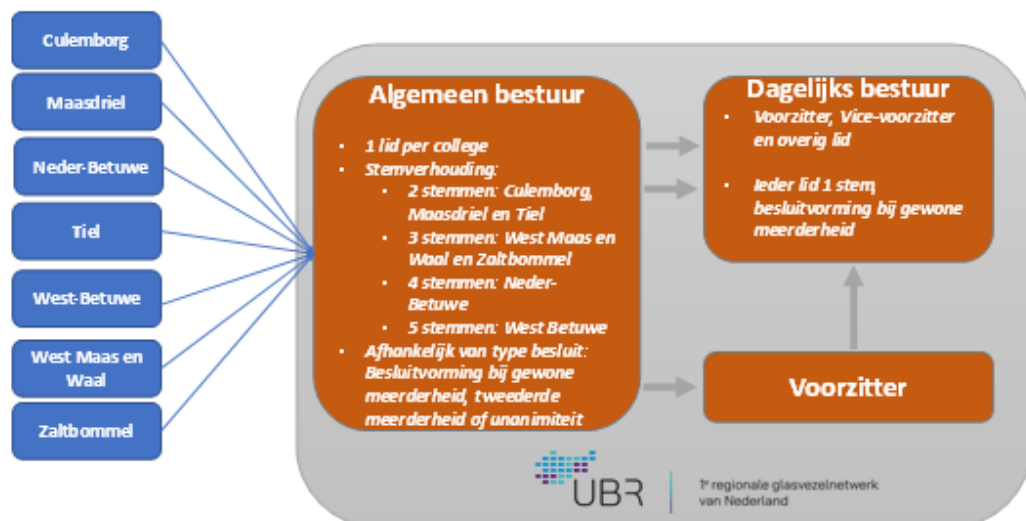 Culemborg
Maasdriel
Neder-Betuwe
Tiel
West-Betuwe
West Maas en
Waal
Zaltbommel
Algemeen bestuur
• 1 lid per college
• Stemverhouding:
• 2 stemmen: Culemborg,
Maasdriel en Tiel
• 3 stemmen: West Maas en
Waal en Zaltbommel
• 4 stemmen: Neder-
Betuwe
• 5 stemmen: West Betuwe
• Afhankelijk van type besluit:
Besluitvorming bij gewone
meerderheid, tweederde
meerderheid of unanimiteit
Dagelijks bestuur
• Voorzitter, Vice-voorzitter
en overig lid
• Ieder lid 1 stem,
besluitvorming bij gewone
meerderheid
Voorzitter
UBR
1e regionale glasvezelnetwerk
van Nederland